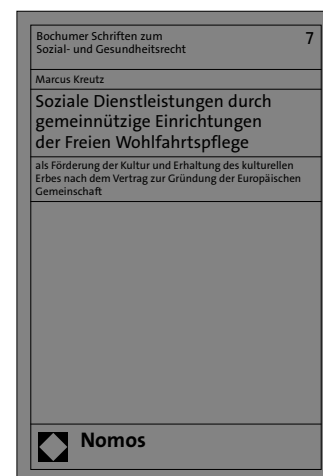 Bochumer Schriften zum
Sozial- und Gesundheitsrecht
7
Marcus Kreutz
Soziale Dienstleistungen durch
gemeinnützige Einrichtungen
der Freien Wohlfahrtspflege
als Förderung der Kultur und Erhaltung des kulturellen
Erbes nach dem Vertrag zur Gründung der Europäischen
Gemeinschaft
Nomos